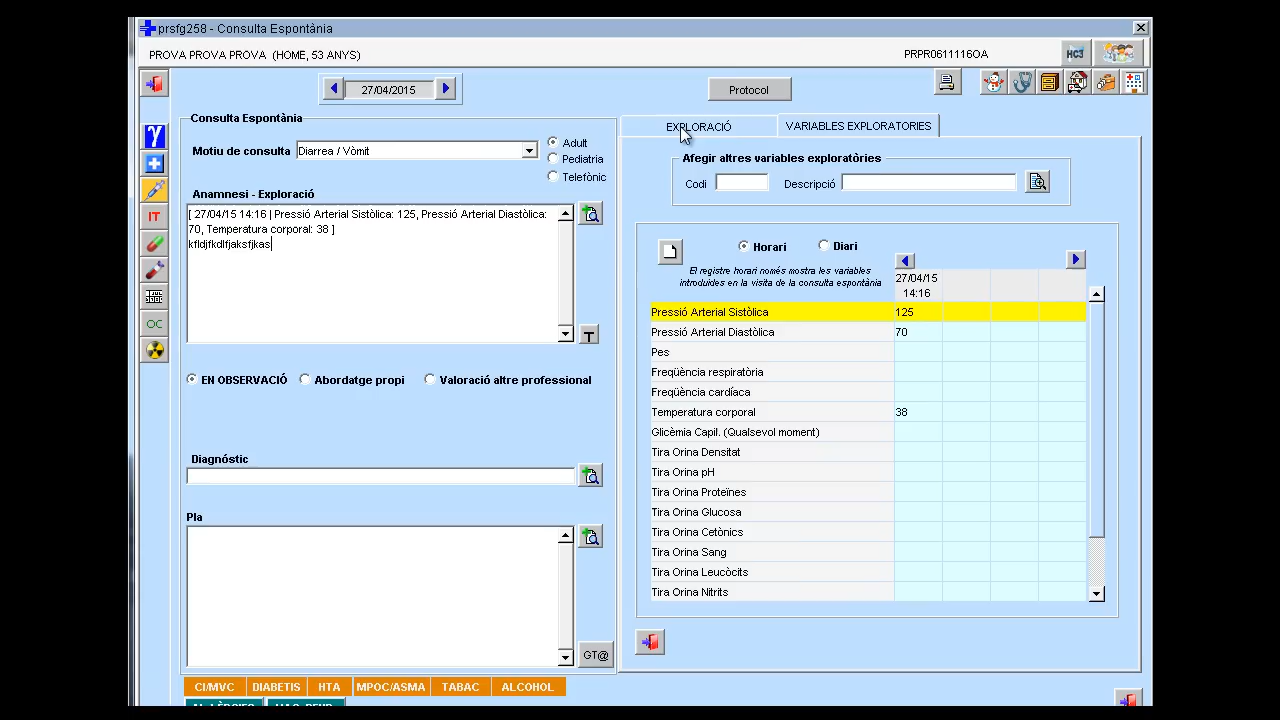 prsfg258 - Consulta Espontània
PROVA PROVA PROVA (HOME, 53 ANYS)
PRPR0611116OA
HC3
27/04/2015
Protocol
Consulta Espontània
Motiu de consulta
Diarrea / Vòmit
Adult
Pediatria
Telefònic
Anamnesi - Exploració
[ 27/04/15 14:16 | Pressió Arterial Sistòlica: 125, Pressió Arterial Diastòlica:
70, Temperatura corporal: 38 ]
kfldjfkdlfjaksfjkas
T
IT
OC
EN OBSERVACIÓ
Abordatge propi
Valoració altre professional
Diagnóstic
Pla
GT@
CI/MVC
DIABETIS
HTA
MPOC/ASMA
TABAC
ALCOHOL
EXPLORACIÓ
VARIABLES EXPLORATORIES
Afegir altres variables exploratòries
Codi
Descripció
Horari
Diari
El registre horari només mostra les variables
introduides en la visita de la consulta espontània
27/04/15
14:16
Pressió Arterial Sistòlica 125
Pressió Arterial Diastòlica 70
Pes
Freqüència respiratòria
Freqüència cardíaca
Temperatura corporal 38
Glicèmia Capil. (Qualsevol moment)
Tira Orina Densitat
Tira Orina pH
Tira Orina Proteïnes
Tira Orina Glucosa
Tira Orina Cetònics
Tira Orina Sang
Tira Orina Leucòcits
Tira Orina Nitrits